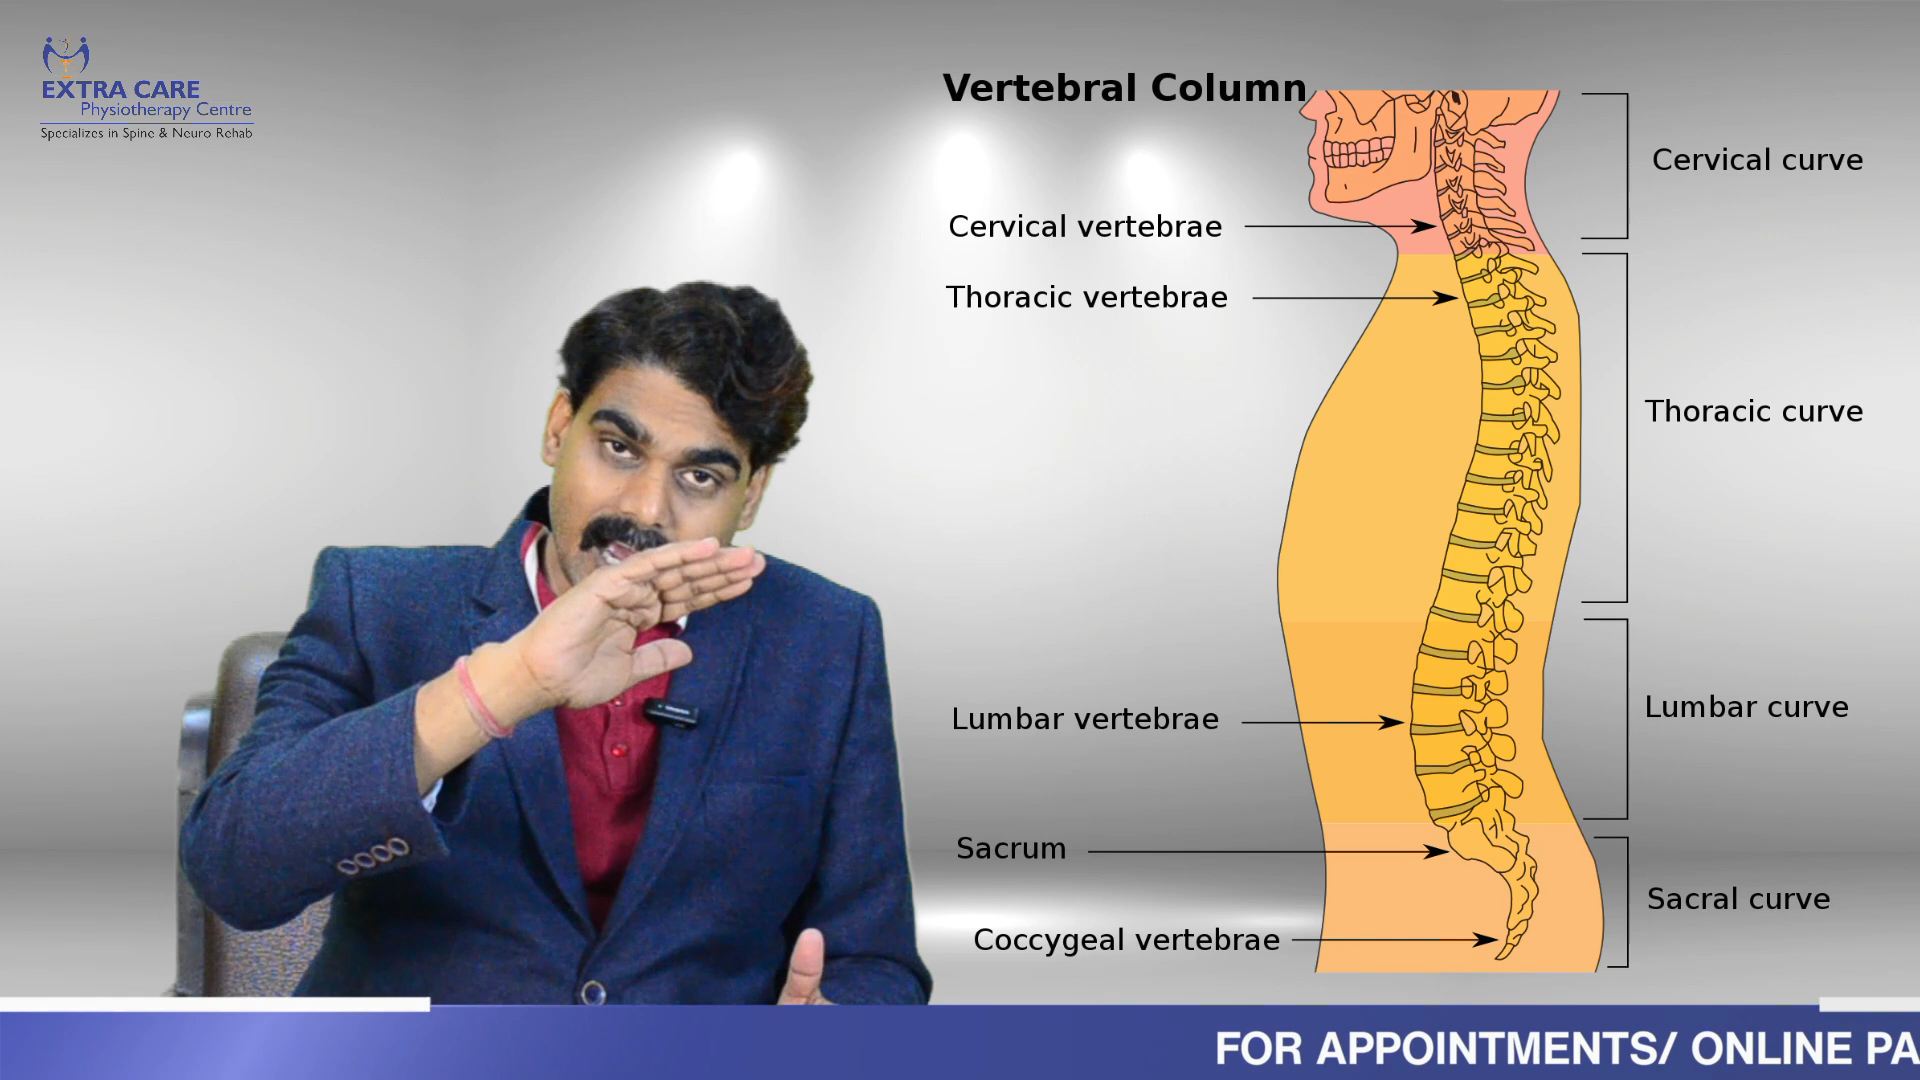 EXTRA CARE
Physiotherapy Centre
Specializes in Spine & Neuro Rehab
Vertebral Column
Cervical curve
Cervical vertebrae
Thoracic vertebrae
Thoracic curve
Lumbar vertebrae
Lumbar curve
Sacrum
Sacral curve
Coccygeal vertebrae
FOR APPOINTMENTS/ ONLINE PA